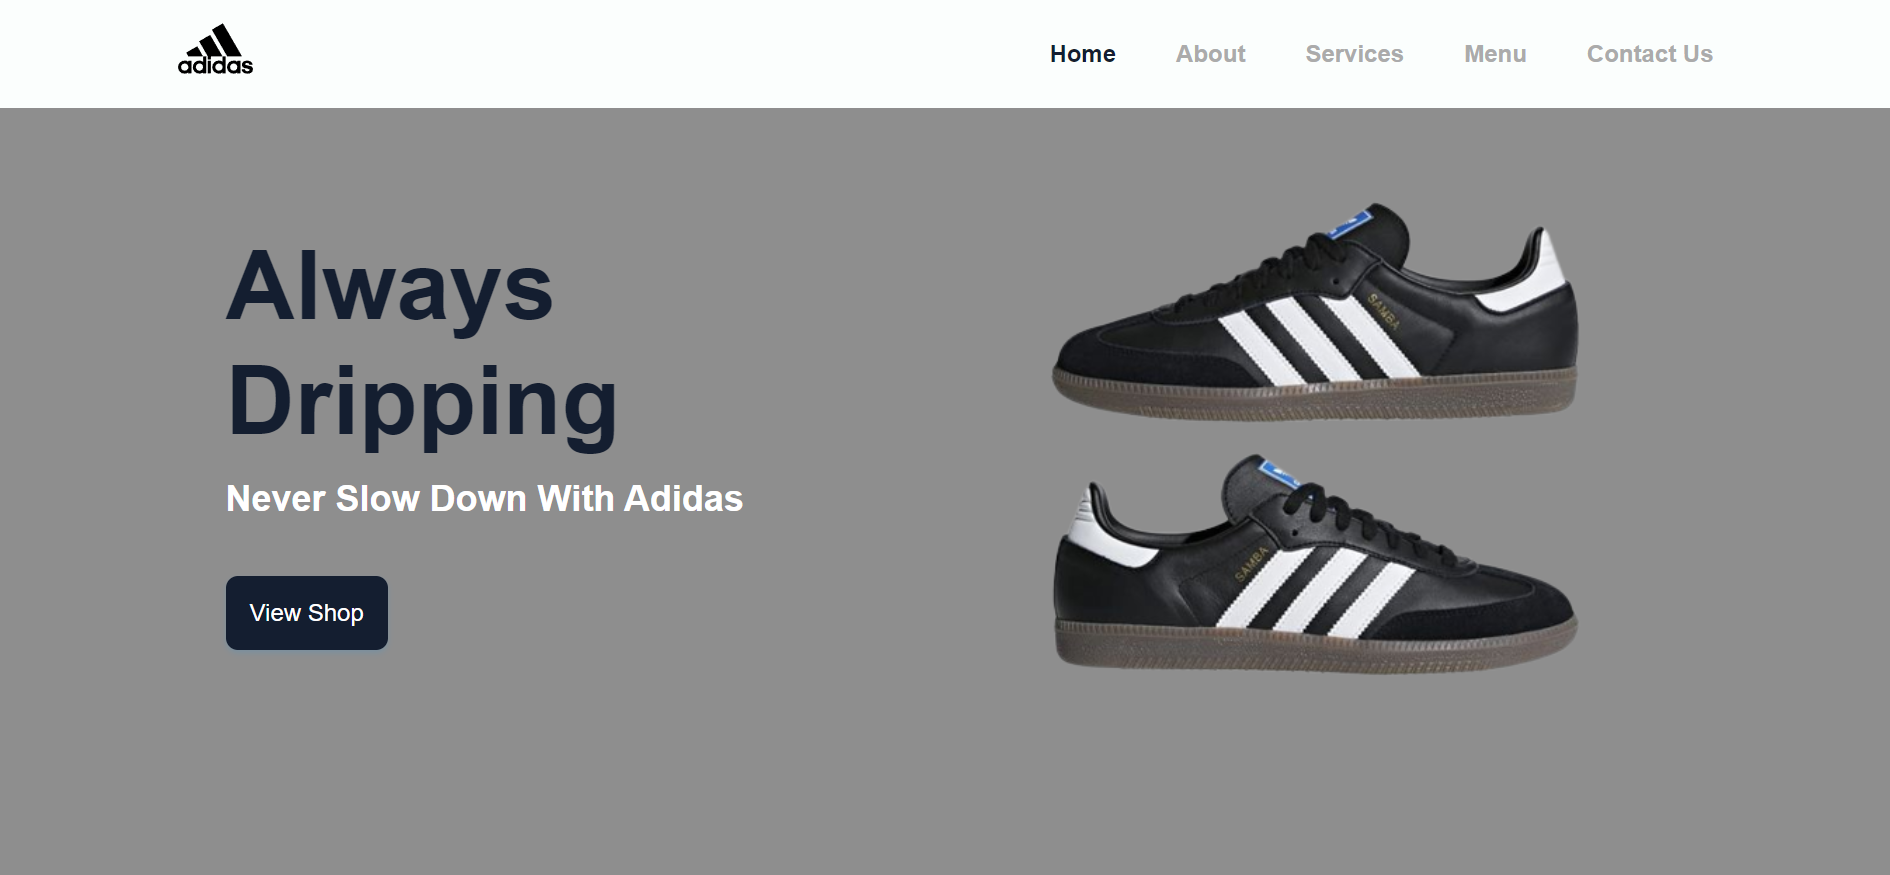 adidas
Home About Services Menu Contact Us
Always
Dripping
Never Slow Down With Adidas
View Shop
SAMBA
SAMBA